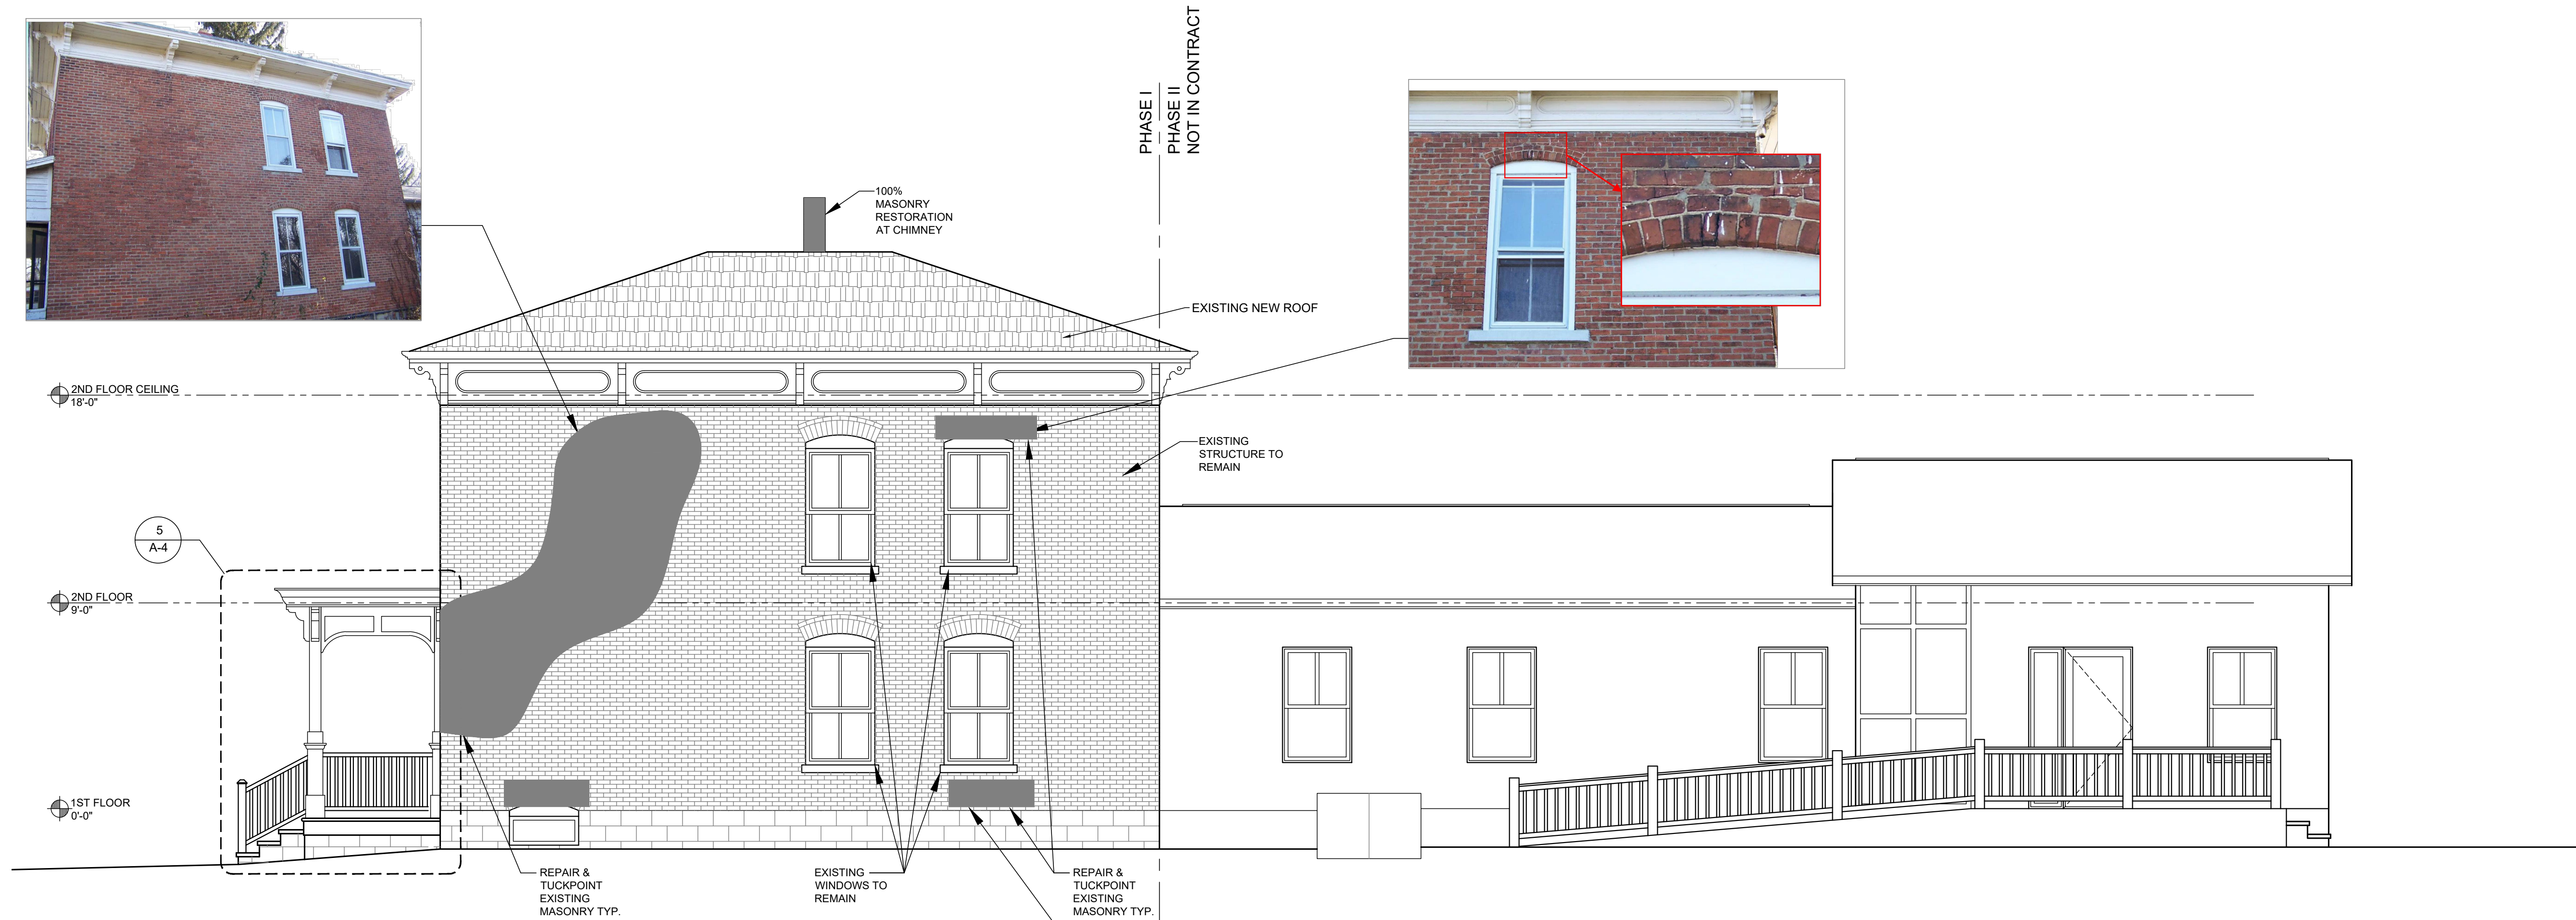 PHASE I
PHASE II
NOT IN CONTRACT
100%
MASONRY
RESTORATION
AT CHIMNEY
EXISTING NEW ROOF
2ND FLOOR CEILING
18'-0"
EXISTING
STRUCTURE TO
REMAIN
5
A-4
2ND FLOOR
9'-0"
1ST FLOOR
0'-0"
REPAIR &
TUCKPOINT
EXISTING
MASONRY TYP.
EXISTING
WINDOWS TO
REMAIN
REPAIR &
TUCKPOINT
EXISTING
MASONRY TYP.